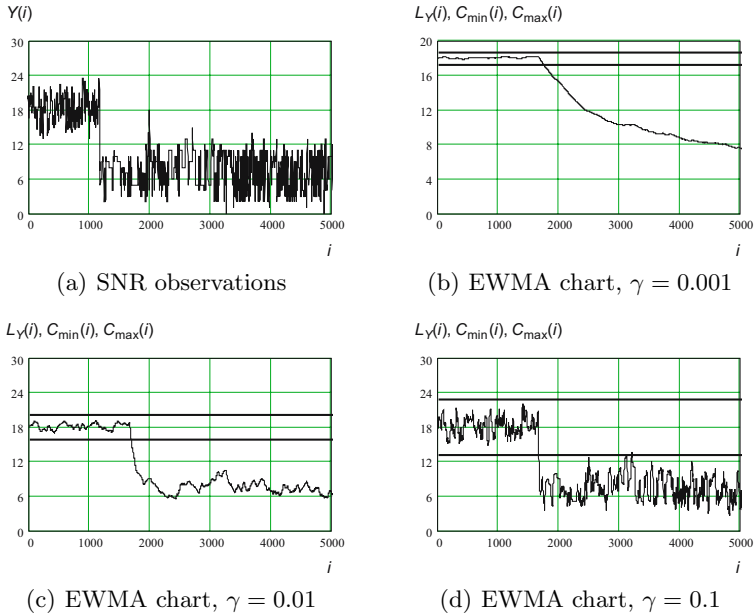 Y(i)
30
24
18
12
6
0
0 1000 2000 3000 4000 5000
i
(a) SNR observations
L_Y(i), C_min(i), C_max(i)
20
16
12
8
4
0
0 1000 2000 3000 4000 5000
i
(b) EWMA chart, γ = 0.001
L_Y(i), C_min(i), C_max(i)
30
24
18
12
6
0
0 1000 2000 3000 4000 5000
i
(c) EWMA chart, γ = 0.01
L_Y(i), C_min(i), C_max(i)
30
24
18
12
6
0
0 1000 2000 3000 4000 5000
i
(d) EWMA chart, γ = 0.1